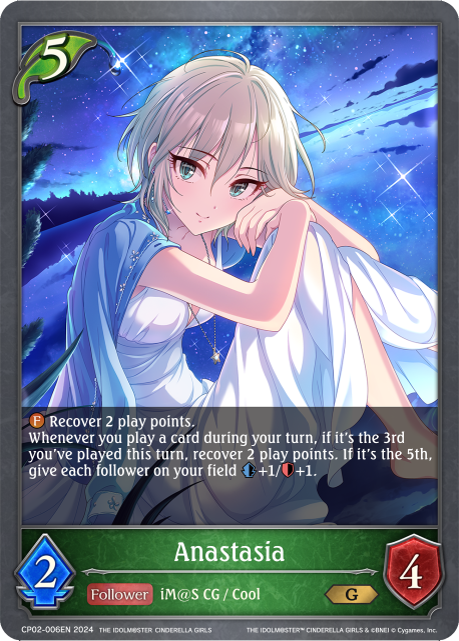 5
F Recover 2 play points.
Whenever you play a card during your turn, if it's the 3rd
you've played this turn, recover 2 play points. If it's the 5th,
give each follower on your field +1/+1.
Anastasia
2
Follower iM@S CG / Cool G
4
CP02-006EN 2024 THE IDOLM@STER CINDERELLA GIRLS THE IDOLM@STER™ CINDERELLA GIRLS & ©BNEI © Cygames, Inc.